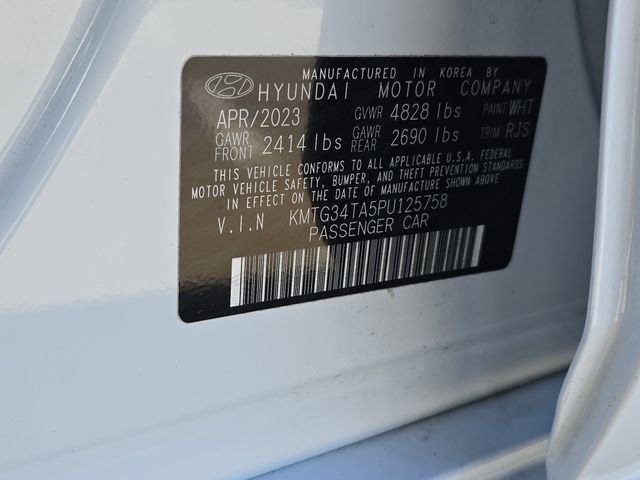 MANUFACTURED IN KOREA BY
HYUNDAI MOTOR COMPANY
APR/2023 GVWR 4828 lbs PAINT WHT
GAWR FRONT 2414 lbs GAWR REAR 2690 lbs TRIM RJS
THIS VEHICLE CONFORMS TO ALL APPLICABLE U.S.A. FEDERAL
MOTOR VEHICLE SAFETY, BUMPER, AND THEFT PREVENTION STANDARDS
IN EFFECT ON THE DATE OF MANUFACTURE SHOWN ABOVE.
V.I.N KMTG34TA5PU125758
PASSENGER CAR